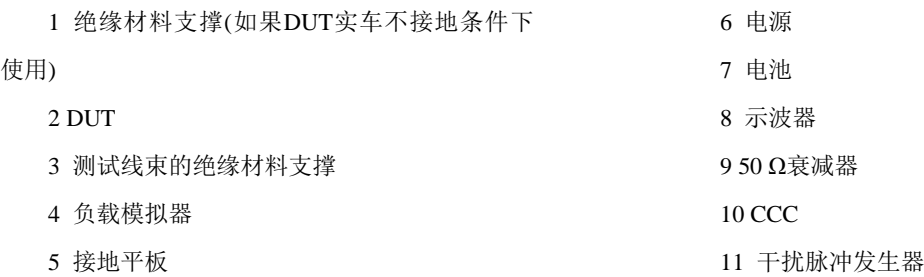 1 绝缘材料支撑(如果DUT实车不接地条件下
使用)
2 DUT
3 测试线束的绝缘材料支撑
4 负载模拟器
5 接地平板
6 电源
7 电池
8 示波器
9 50 Ω衰减器
10 CCC
11 干扰脉冲发生器